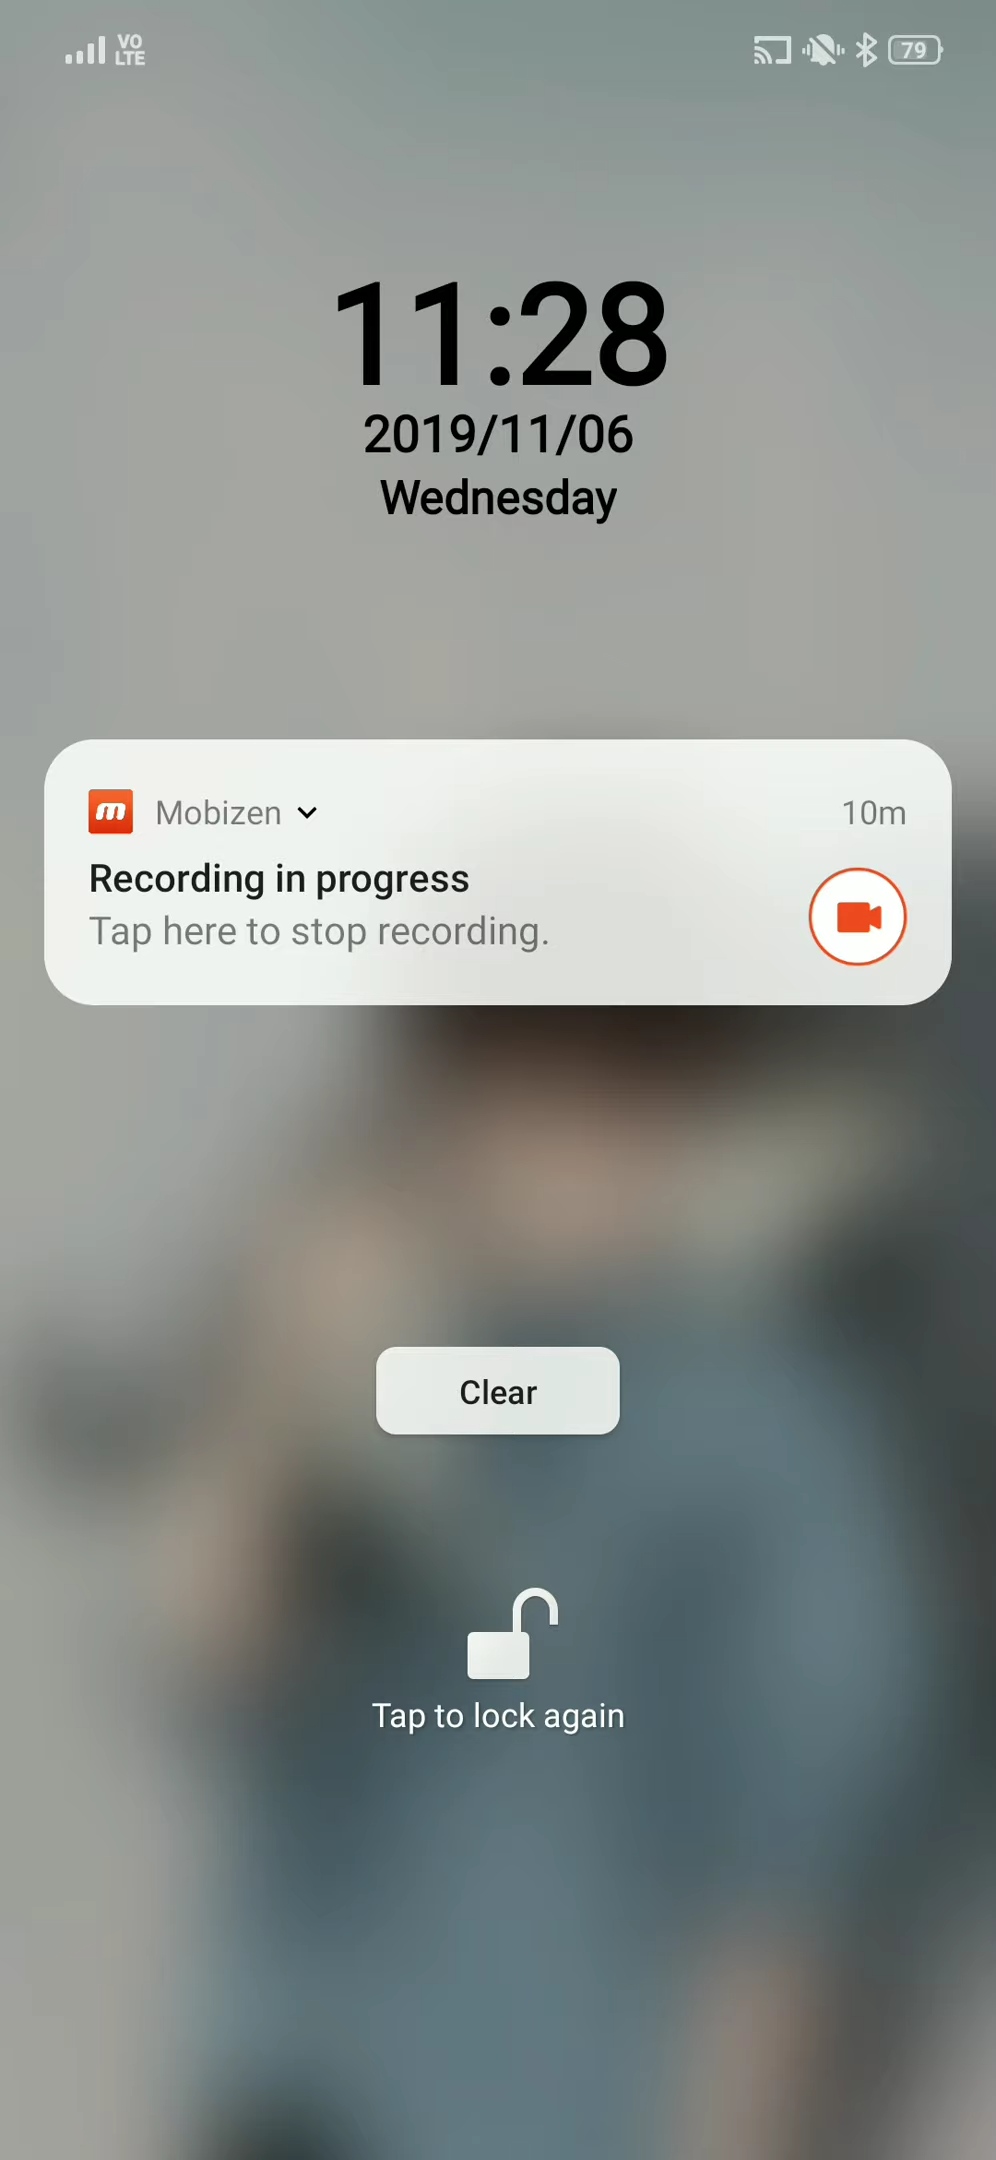 VO
LTE
79
11:28
2019/11/06
Wednesday
m Mobizen 10m
Recording in progress
Tap here to stop recording.
Clear
Tap to lock again